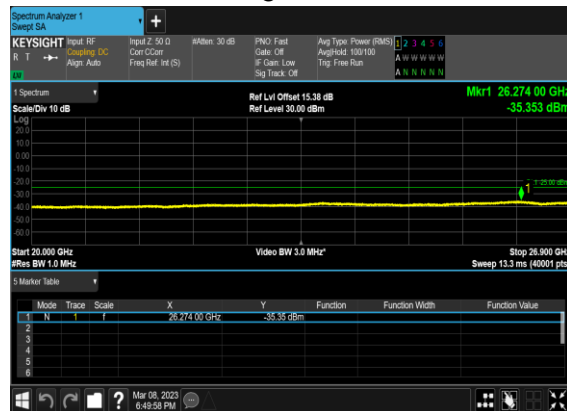 Spectrum Analyzer 1
Swept SA
KEYSIGHT Input: RF Input Z: 50 Ω #Atten: 30 dB PNO: Fast Avg Type: Power (RMS) 1 2 3 4 5 6
R T Coupling: DC Corr CCorr Gate: Off Avg|Hold: 100/100 A W W W W W
Align: Auto Freq Ref: Int (S) IF Gain: Low Trig: Free Run
LXI Sig Track: Off A N N N N N
1 Spectrum Ref Lvl Offset 15.38 dB Mkr1 26.274 00 GHz
Scale/Div 10 dB Ref Level 30.00 dBm -35.353 dBm
Log
20.0
10.0
0.00
-10.0
-20.0
1 -25.00 dBm
-30.0
-40.0
-50.0
-60.0
Start 20.000 GHz Video BW 3.0 MHz* Stop 26.900 GHz
#Res BW 1.0 MHz Sweep 13.3 ms (40001 pts)
5 Marker Table
Mode Trace Scale X Y Function Function Width Function Value
1 N 1 f 26.274 00 GHz -35.35 dBm
2
3
4
5
6
? Mar 08, 2023
6:49:58 PM